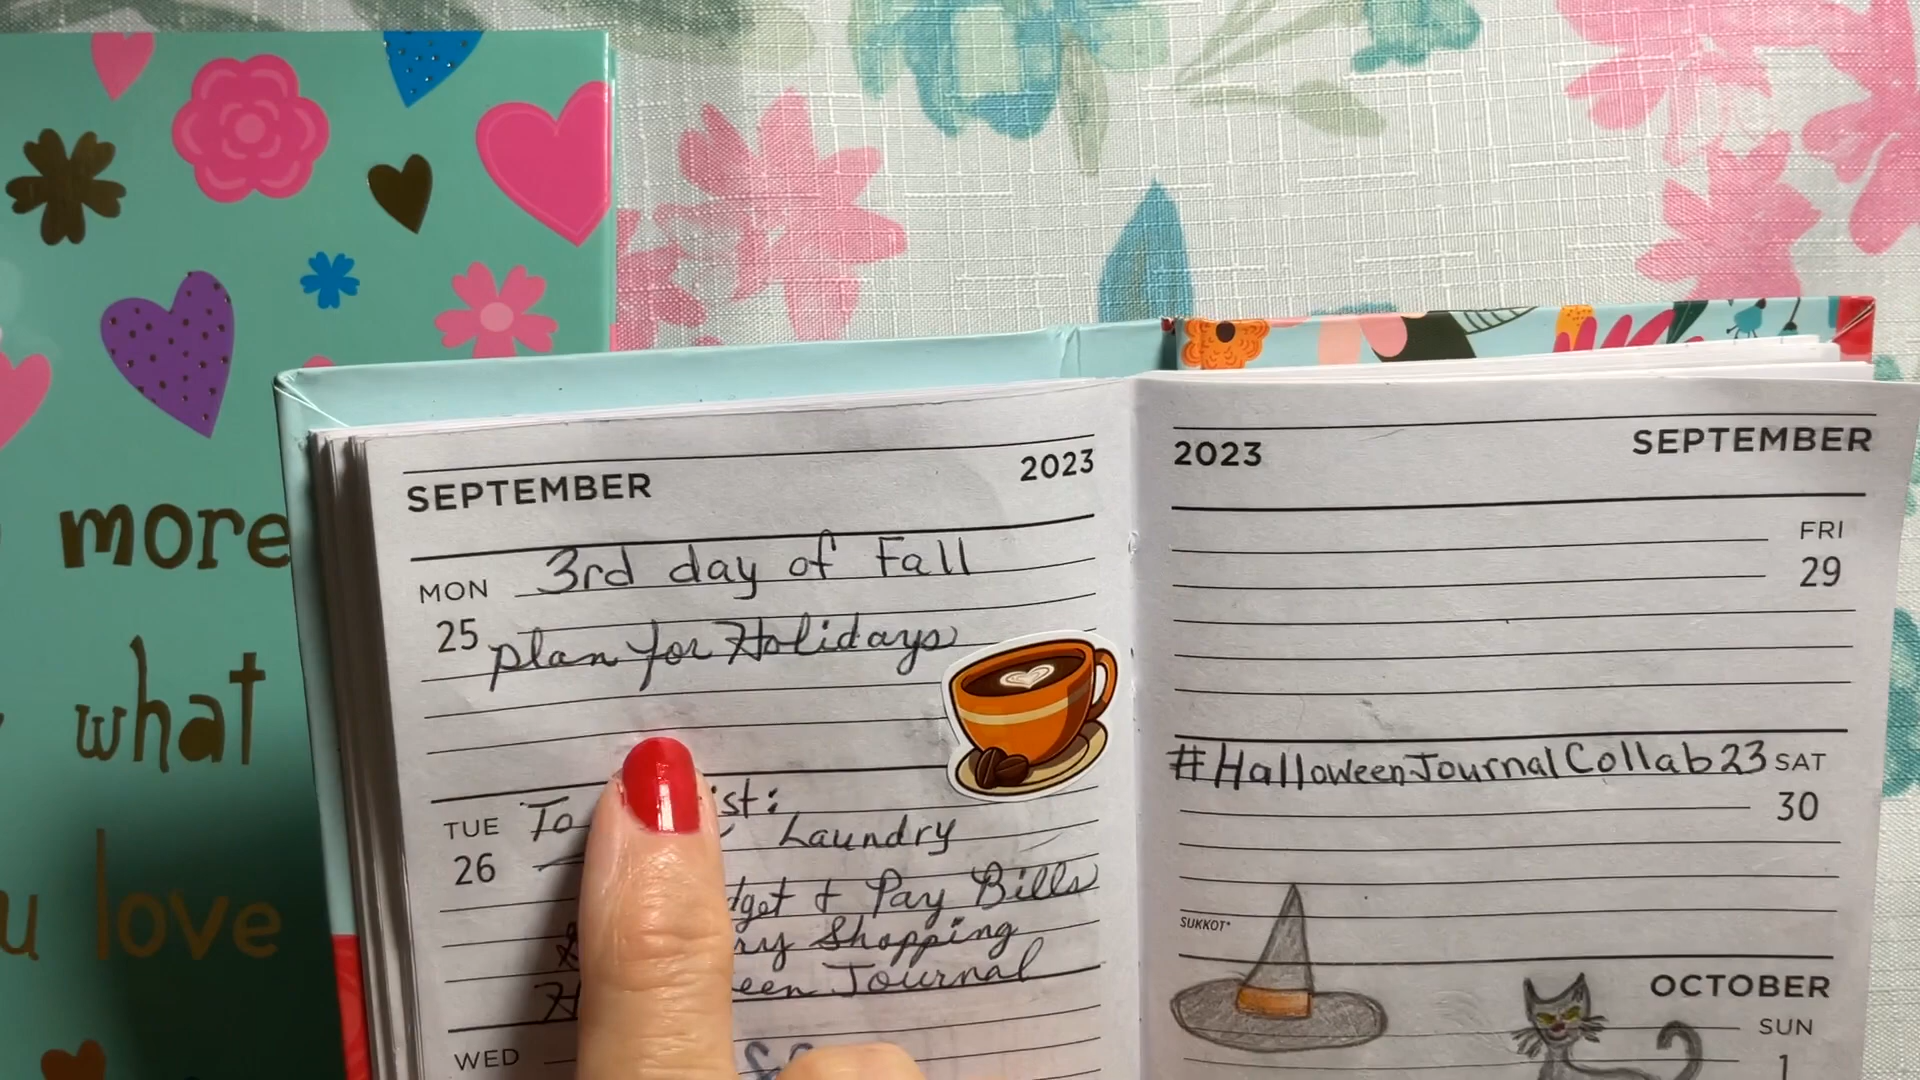 more
what
love
SEPTEMBER 2023
MON 3rd day of Fall
25 plan for Holidays
TUE To
26 Laundry
& Pay Bills
Shopping
Journal
WED
2023 SEPTEMBER
FRI
29
#HalloweenJournalCollab23 SAT
30
SUKKOT*
OCTOBER
SUN
1